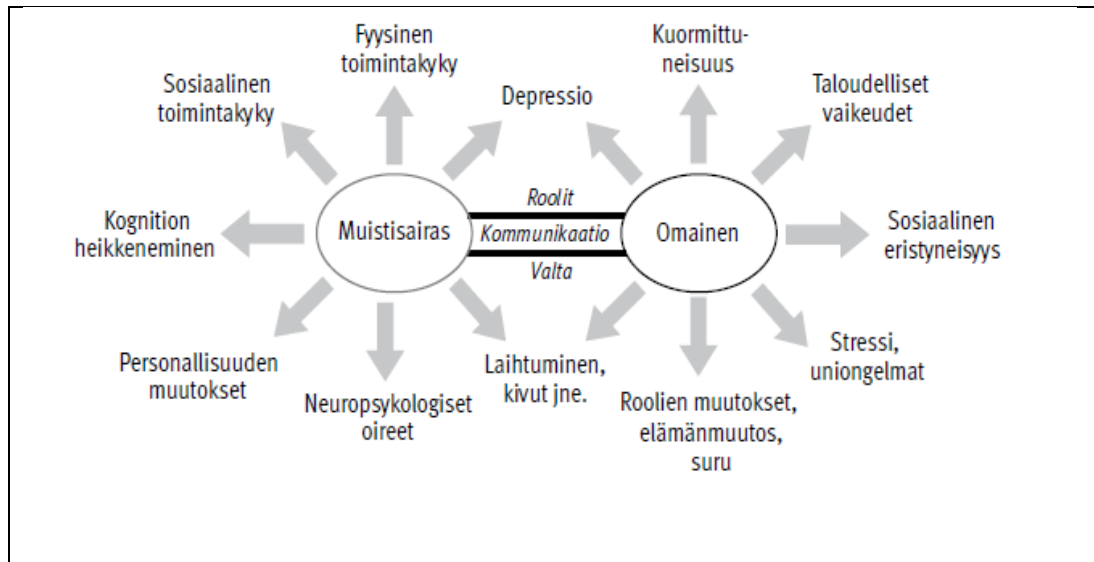 Fyysinen
toimintakyky
Kuormittu-
neisuus
Sosiaalinen
toimintakyky
Depressio
Taloudelliset
vaikeudet
Kognition
heikkeneminen
Muistisairas
Roolit
Kommunikaatio
Valta
Omainen
Sosiaalinen
eristyneisyys
Personallisuuden
muutokset
Neuropsykologiset
oireet
Laihtuminen,
kivut jne.
Roolien muutokset,
elämänmuutos,
suru
Stressi,
uniongelmat